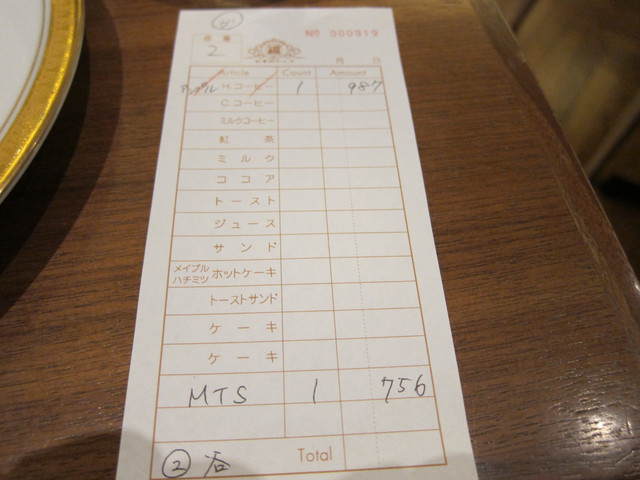 No 000919
2
月 日
Article Count Amount
H.コーヒー 1 987
C.コーヒー
ミルクコーヒー
紅 茶
ミ ル ク
コ コ ア
ト ー ス ト
ジ ュ ー ス
サ ン ド
メイプル
ハチミツ ホットケーキ
トーストサンド
ケ ー キ
ケ ー キ
MTS 1 756
② Total